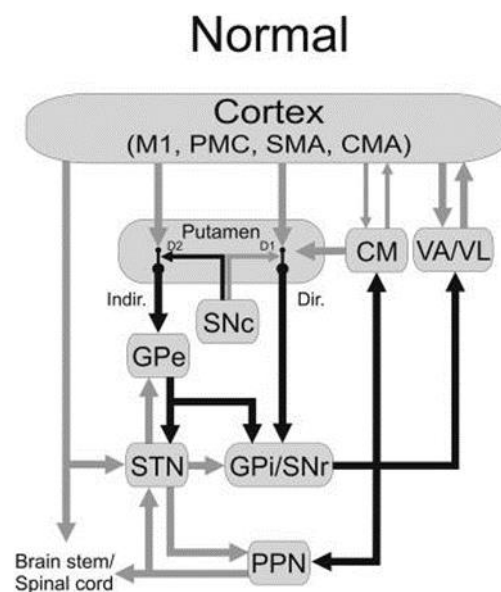 Normal
Cortex
(M1, PMC, SMA, CMA)
Putamen
D2
D1
CM
VA/VL
Indir.
SNc
Dir.
GPe
STN
GPi/SNr
Brain stem/
Spinal cord
PPN